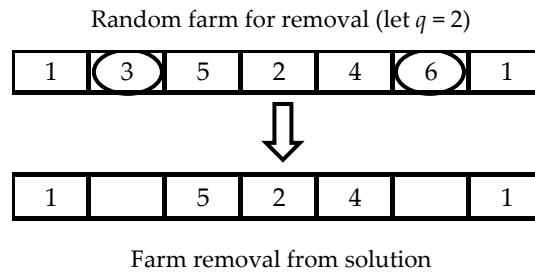 Random farm for removal (let q = 2)
1 3 5 2 4 6 1
1 5 2 4 1
Farm removal from solution